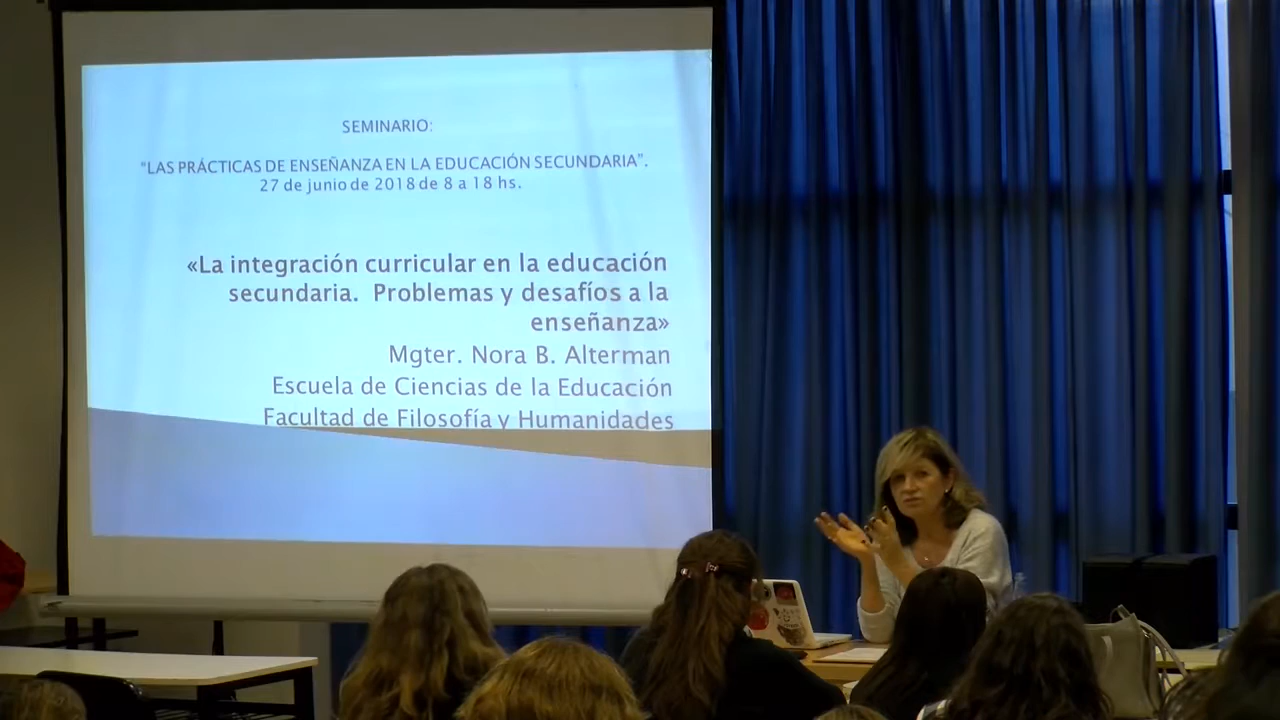 SEMINARIO:
“LAS PRÁCTICAS DE ENSEÑANZA EN LA EDUCACIÓN SECUNDARIA”.
27 de junio de 2018 de 8 a 18 hs.
«La integración curricular en la educación
secundaria. Problemas y desafíos a la
enseñanza»
Mgter. Nora B. Alterman
Escuela de Ciencias de la Educación
Facultad de Filosofía y Humanidades